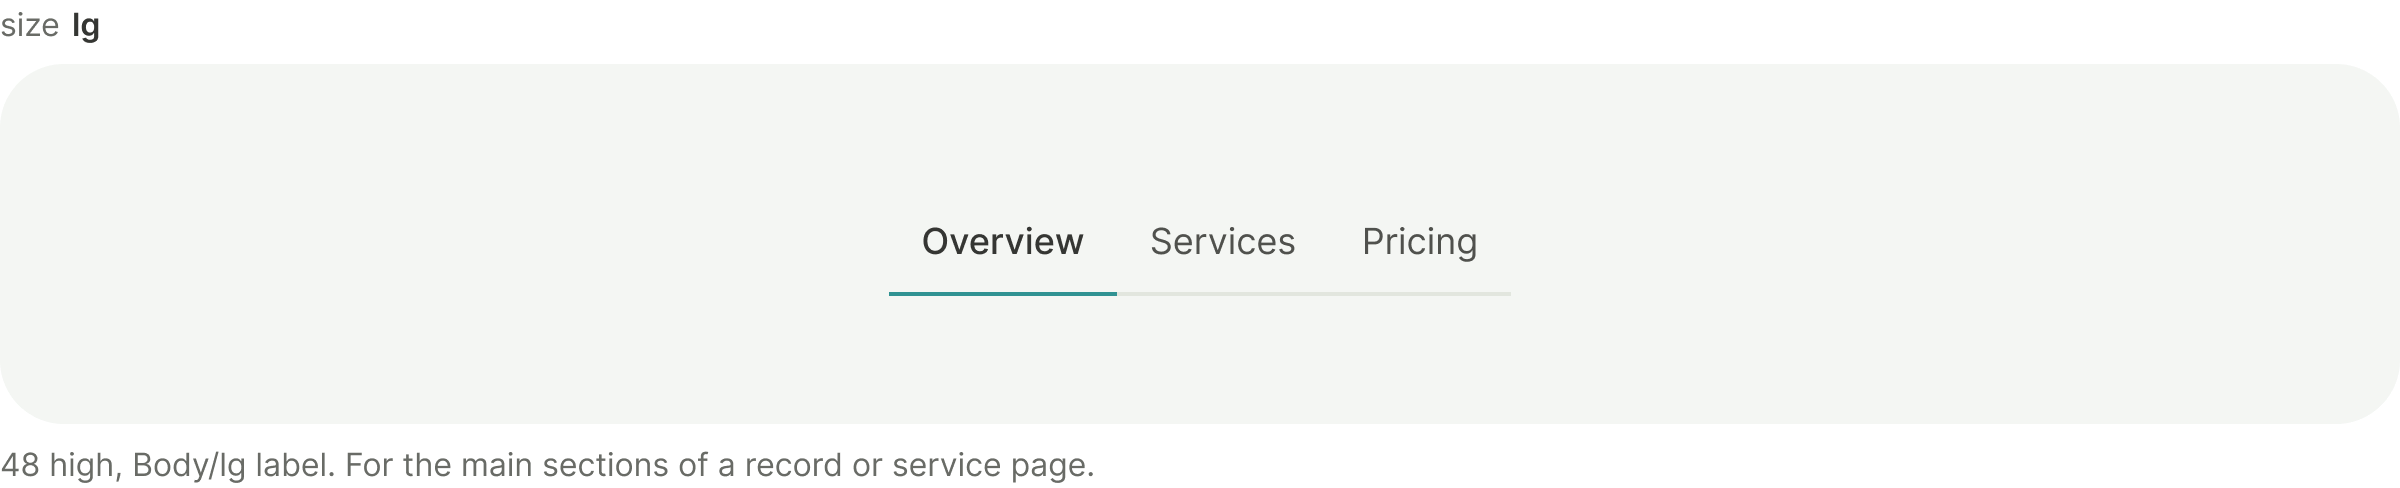 size lg
Overview Services Pricing
48 high, Body/lg label. For the main sections of a record or service page.